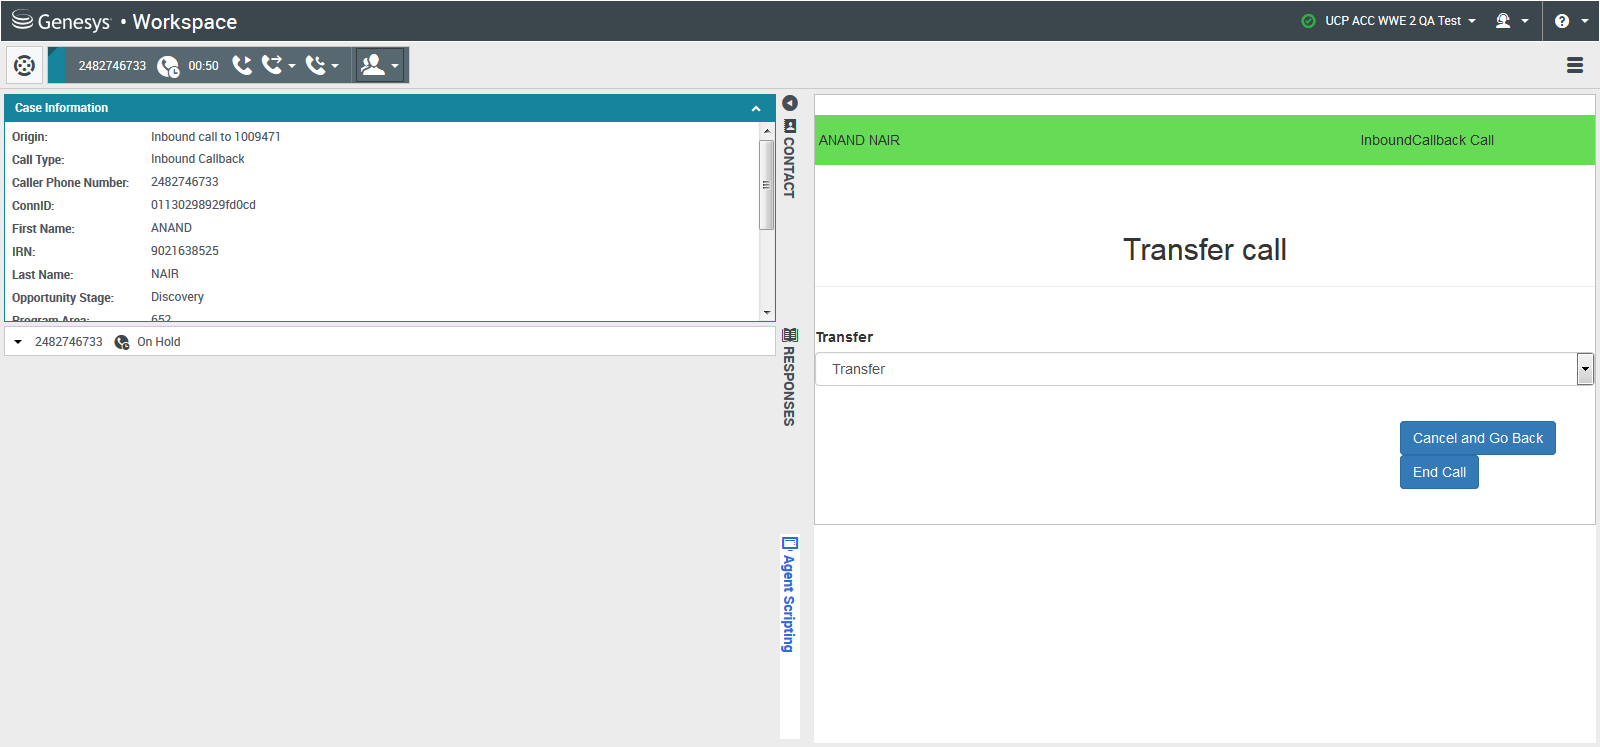 Genesys • Workspace
UCP ACC WWE 2 QA Test
2482746733 00:50
Case Information
Origin: Inbound call to 1009471
Call Type: Inbound Callback
Caller Phone Number: 2482746733
ConnID: 01130298929fd0cd
First Name: ANAND
IRN: 9021638525
Last Name: NAIR
Opportunity Stage: Discovery
Program Area: 652
2482746733 On Hold
CONTACT
RESPONSES
Agent Scripting
ANAND NAIR InboundCallback Call
Transfer call
Transfer
Transfer
Cancel and Go Back
End Call